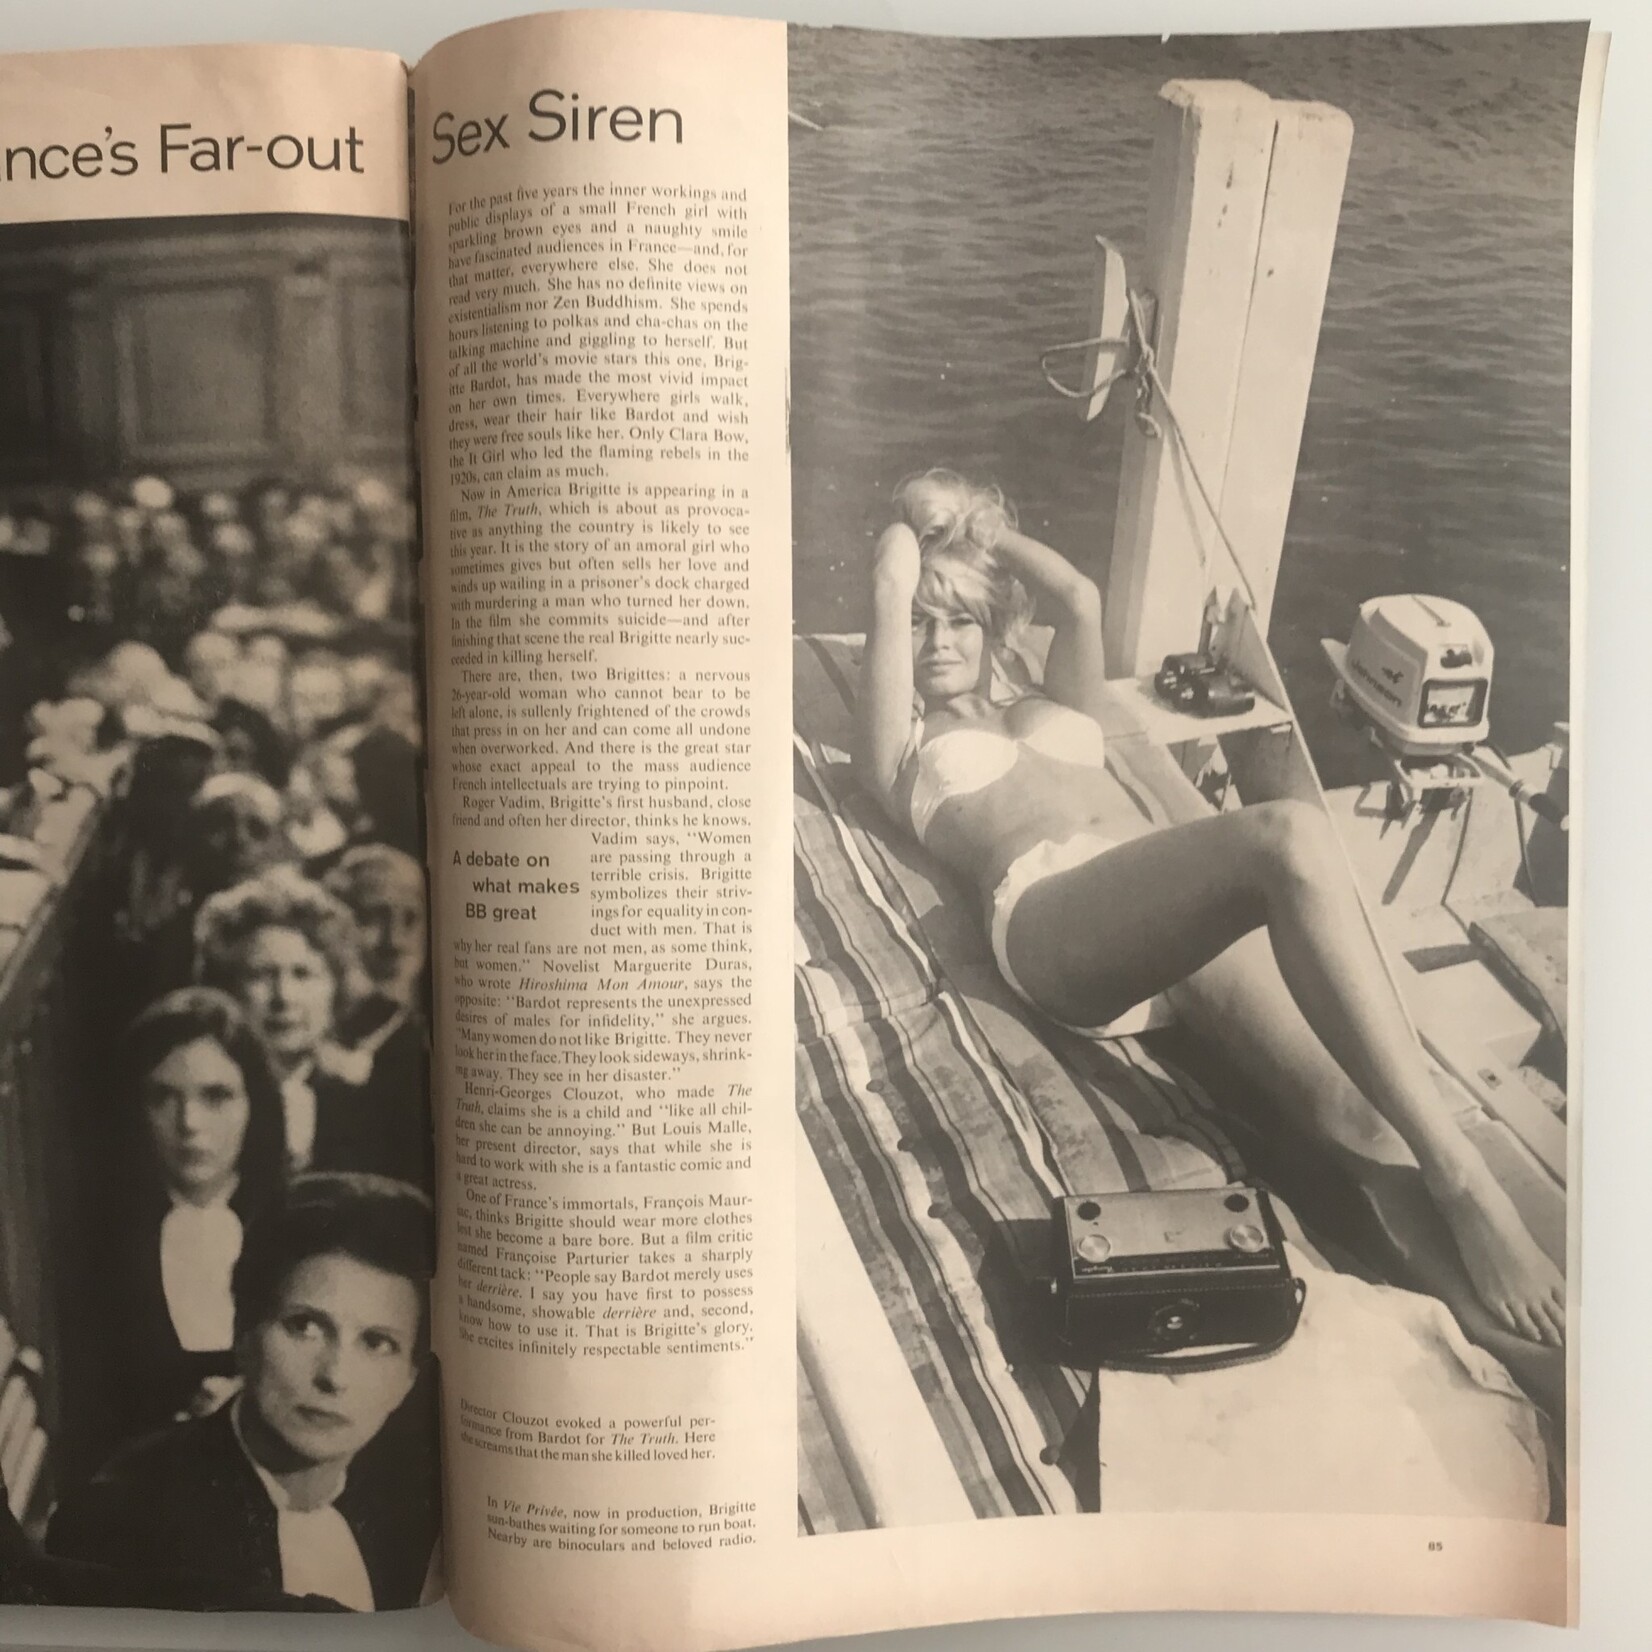 nce's Far-out Sex Siren
For the past five years the inner workings and
public displays of a small French girl with
sparkling brown eyes and a naughty smile
have fascinated audiences in France—and, for
that matter, everywhere else. She does not
read very much. She has no definite views on
existentialism nor Zen Buddhism. She spends
hours listening to polkas and cha-chas on the
talking machine and giggling to herself. But
of all the world's movie stars this one, Brig-
itte Bardot, has made the most vivid impact
on her own times. Everywhere girls walk,
dress, wear their hair like Bardot and wish
they were free souls like her. Only Clara Bow,
the It Girl who led the flaming rebels in the
1920s, can claim as much.
Now in America Brigitte is appearing in a
film, The Truth, which is about as provoca-
tive as anything the country is likely to see
this year. It is the story of an amoral girl who
sometimes gives but often sells her love and
winds up wailing in a prisoner's dock charged
with murdering a man who turned her down.
In the film she commits suicide—and after
finishing that scene the real Brigitte nearly suc-
ceeded in killing herself.
There are, then, two Brigittes: a nervous
26-year-old woman who cannot bear to be
left alone, is sullenly frightened of the crowds
that press in on her and can come all undone
when overworked. And there is the great star
whose exact appeal to the mass audience
French intellectuals are trying to pinpoint.
Roger Vadim, Brigitte's first husband, close
friend and often her director, thinks he knows.
Vadim says, "Women
are passing through a
terrible crisis. Brigitte
symbolizes their striv-
ings for equality in con-
duct with men. That is
A debate on
what makes
BB great
why her real fans are not men, as some think,
but women." Novelist Marguerite Duras,
who wrote Hiroshima Mon Amour, says the
opposite: "Bardot represents the unexpressed
desires of males for infidelity," she argues.
"Many women do not like Brigitte. They never
look her in the face. They look sideways, shrink-
ing away. They see in her disaster."
Henri-Georges Clouzot, who made The
Truth, claims she is a child and "like all chil-
dren she can be annoying." But Louis Malle,
her present director, says that while she is
hard to work with she is a fantastic comic and
a great actress.
One of France's immortals, François Maur-
iac, thinks Brigitte should wear more clothes
lest she become a bare bore. But a film critic
named Françoise Parturier takes a sharply
different tack: "People say Bardot merely uses
her derrière. I say you have first to possess
a handsome, showable derrière and, second,
know how to use it. That is Brigitte's glory.
She excites infinitely respectable sentiments."
Director Clouzot evoked a powerful per-
formance from Bardot for The Truth. Here
she screams that the man she killed loved her.
In Vie Privée, now in production, Brigitte
sun-bathes waiting for someone to run boat.
Nearby are binoculars and beloved radio.
Johnson
85